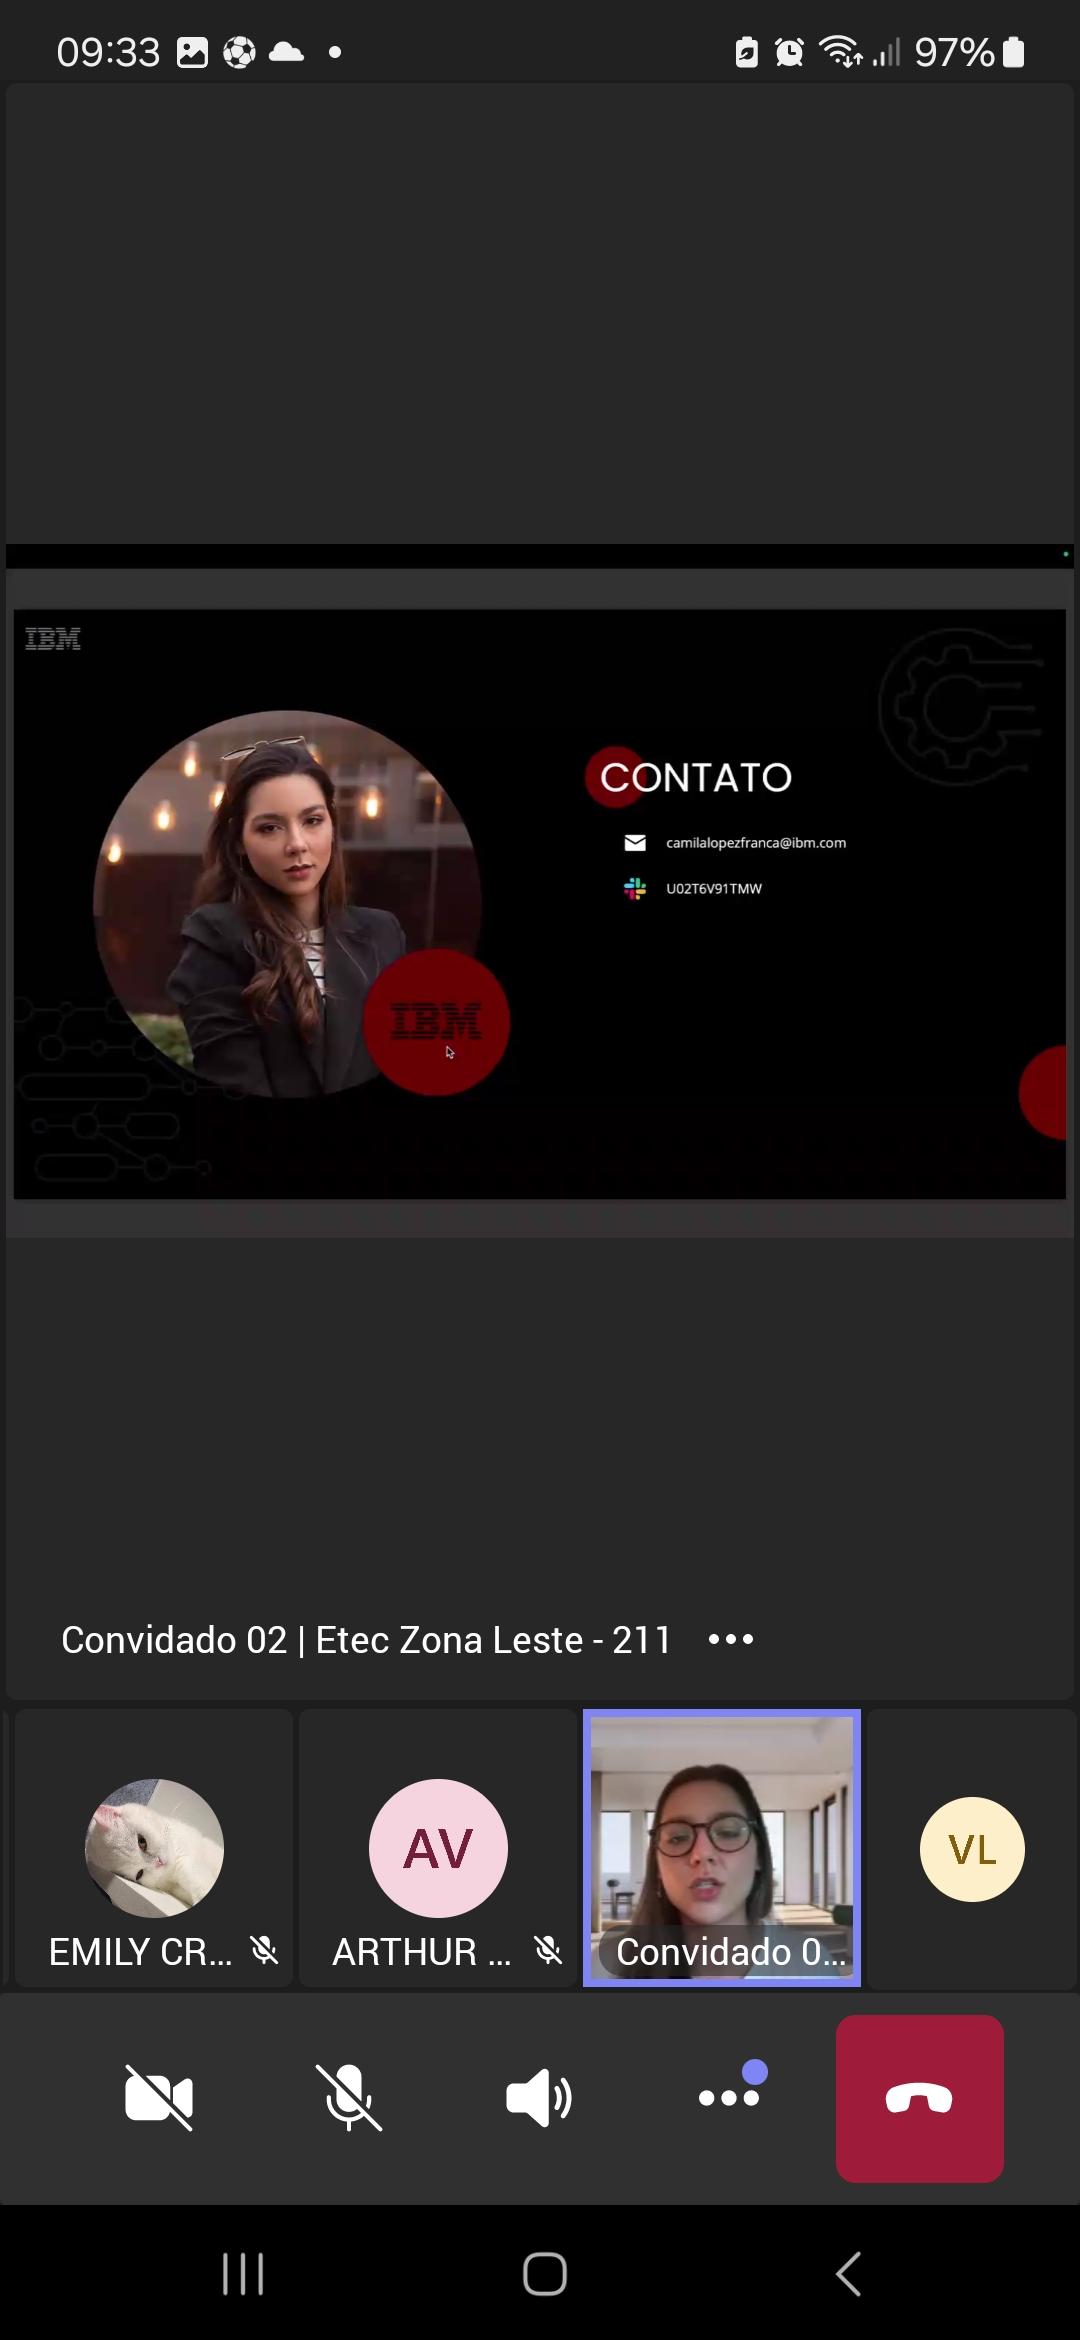 09:33
97%
IBM
CONTATO
camilalopezfranca@ibm.com
U02T6V91TMW
IBM
Convidado 02 | Etec Zona Leste - 211
AV
VL
EMILY CR...
ARTHUR ...
Convidado 0...